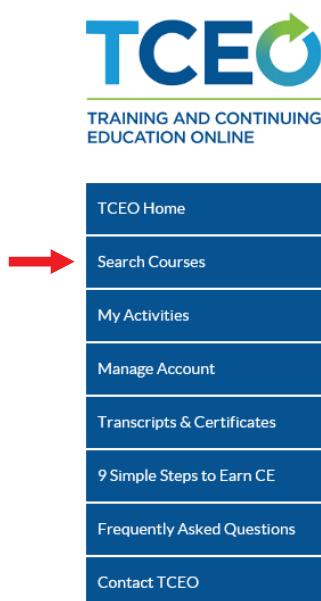 TCEO
TRAINING AND CONTINUING
EDUCATION ONLINE
TCEO Home
Search Courses
My Activities
Manage Account
Transcripts & Certificates
9 Simple Steps to Earn CE
Frequently Asked Questions
Contact TCEO